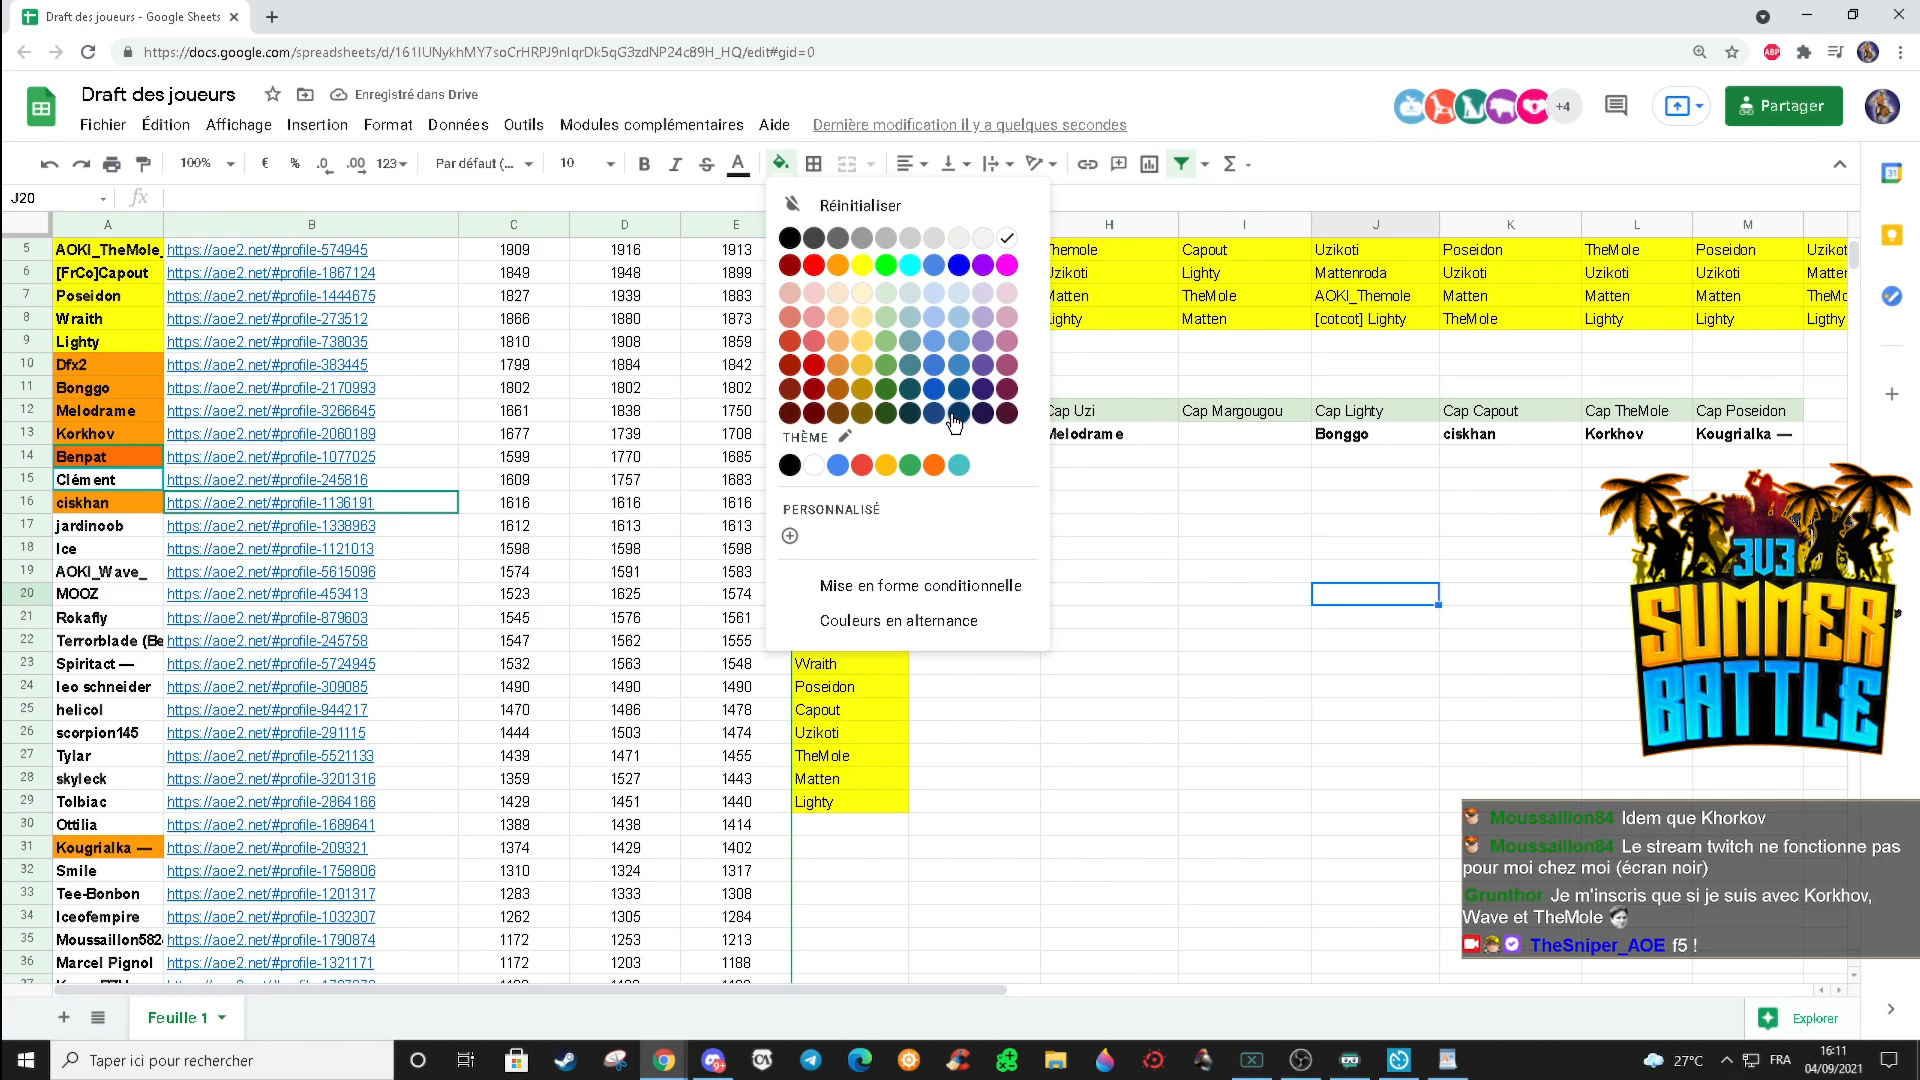 Draft des joueurs - Google Sheets
https://docs.google.com/spreadsheets/d/161IUNykhMY7soCrHRPJ9nIqrDk5qG3zdNP24c89H_HQ/edit#gid=0
Draft des joueurs
Enregistré dans Drive
+4
Partager
Fichier Édition Affichage Insertion Format Données Outils Modules complémentaires Aide Dernière modification il y a quelques secondes
100% € % .0 .00 123 Par défaut (... 10 B I S A Σ
J20 fx
Réinitialiser
THÈME
PERSONNALISÉ
Mise en forme conditionnelle
Couleurs en alternance
A B C D E H I J K L M
5 AOKI_TheMole_ https://aoe2.net/#profile-574945 1909 1916 1913 Themole Capout Uzikoti Poseidon TheMole Poseidon Uzikot
6 [FrCo]Capout https://aoe2.net/#profile-1867124 1849 1948 1899 Uzikoti Lighty Mattenroda Uzikoti Uzikoti Uzikoti Matter
7 Poseidon https://aoe2.net/#profile-1444675 1827 1939 1883 Matten TheMole AOKI_Themole Matten Matten Matten TheMo
8 Wraith https://aoe2.net/#profile-273512 1866 1880 1873 Lighty Matten [cotcot] Lighty TheMole Lighty Lighty Ligthy
9 Lighty https://aoe2.net/#profile-738035 1810 1908 1859
10 Dfx2 https://aoe2.net/#profile-383445 1799 1884 1842
11 Bonggo https://aoe2.net/#profile-2170993 1802 1802 1802
12 Melodrame https://aoe2.net/#profile-3266645 1661 1838 1750 Cap Uzi Cap Margougou Cap Lighty Cap Capout Cap TheMole Cap Poseidon
13 Korkhov https://aoe2.net/#profile-2060189 1677 1739 1708 Melodrame Bonggo ciskhan Korkhov Kougrialka —
14 Benpat https://aoe2.net/#profile-1077025 1599 1770 1685
15 Clément https://aoe2.net/#profile-245816 1609 1757 1683
16 ciskhan https://aoe2.net/#profile-1136191 1616 1616 1616
17 jardinoob https://aoe2.net/#profile-1338963 1612 1613 1613
18 Ice https://aoe2.net/#profile-1121013 1598 1598 1598
19 AOKI_Wave_ https://aoe2.net/#profile-5615096 1574 1591 1583
20 MOOZ https://aoe2.net/#profile-453413 1523 1625 1574
21 Rokafly https://aoe2.net/#profile-879603 1545 1576 1561
22 Terrorblade (Be https://aoe2.net/#profile-245758 1547 1562 1555
23 Spiritact — https://aoe2.net/#profile-5724945 1532 1563 1548 Wraith
24 leo schneider https://aoe2.net/#profile-309085 1490 1490 1490 Poseidon
25 helicol https://aoe2.net/#profile-944217 1470 1486 1478 Capout
26 scorpion145 https://aoe2.net/#profile-291115 1444 1503 1474 Uzikoti
27 Tylar https://aoe2.net/#profile-5521133 1439 1471 1455 TheMole
28 skyleck https://aoe2.net/#profile-3201316 1359 1527 1443 Matten
29 Tolbiac https://aoe2.net/#profile-2864166 1429 1451 1440 Lighty
30 Ottilia https://aoe2.net/#profile-1689641 1389 1438 1414
31 Kougrialka — https://aoe2.net/#profile-209321 1374 1429 1402
32 Smile https://aoe2.net/#profile-1758806 1310 1324 1317
33 Tee-Bonbon https://aoe2.net/#profile-1201317 1283 1333 1308
34 Iceofempire https://aoe2.net/#profile-1032307 1262 1305 1284
35 Moussaillon582 https://aoe2.net/#profile-1790874 1172 1253 1213
36 Marcel Pignol https://aoe2.net/#profile-1321171 1172 1203 1188
3V3
SUMMER
BATTLE
Moussaillon84 Idem que Khorkov
Moussaillon84 Le stream twitch ne fonctionne pas
pour moi chez moi (écran noir)
Grunthor Je m'inscris que si je suis avec Korkhov,
Wave et TheMole
TheSniper_AOE f5 !
Feuille 1
Explorer
Taper ici pour rechercher
27°C FRA
16:11
04/09/2021